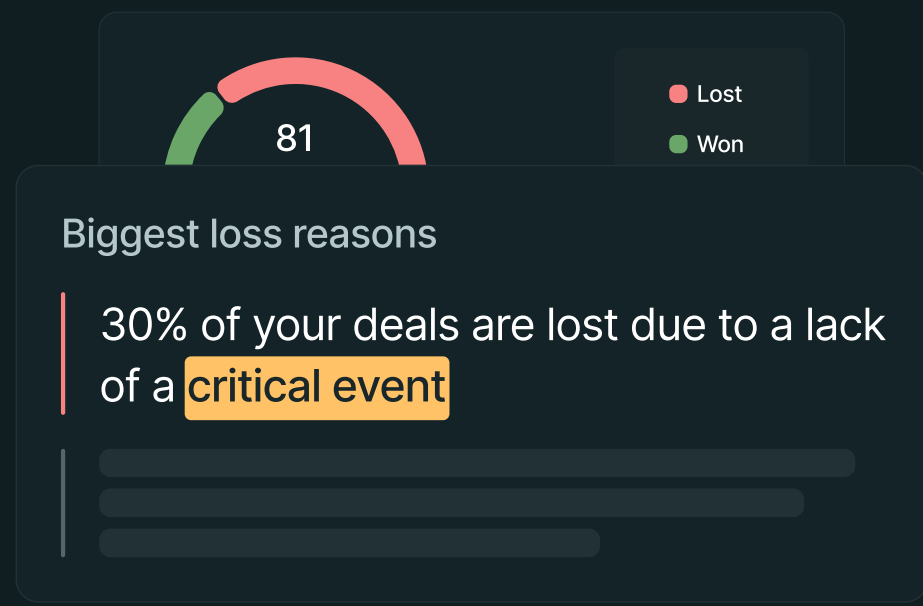 81
Lost
Won
Biggest loss reasons
30% of your deals are lost due to a lack
of a critical event